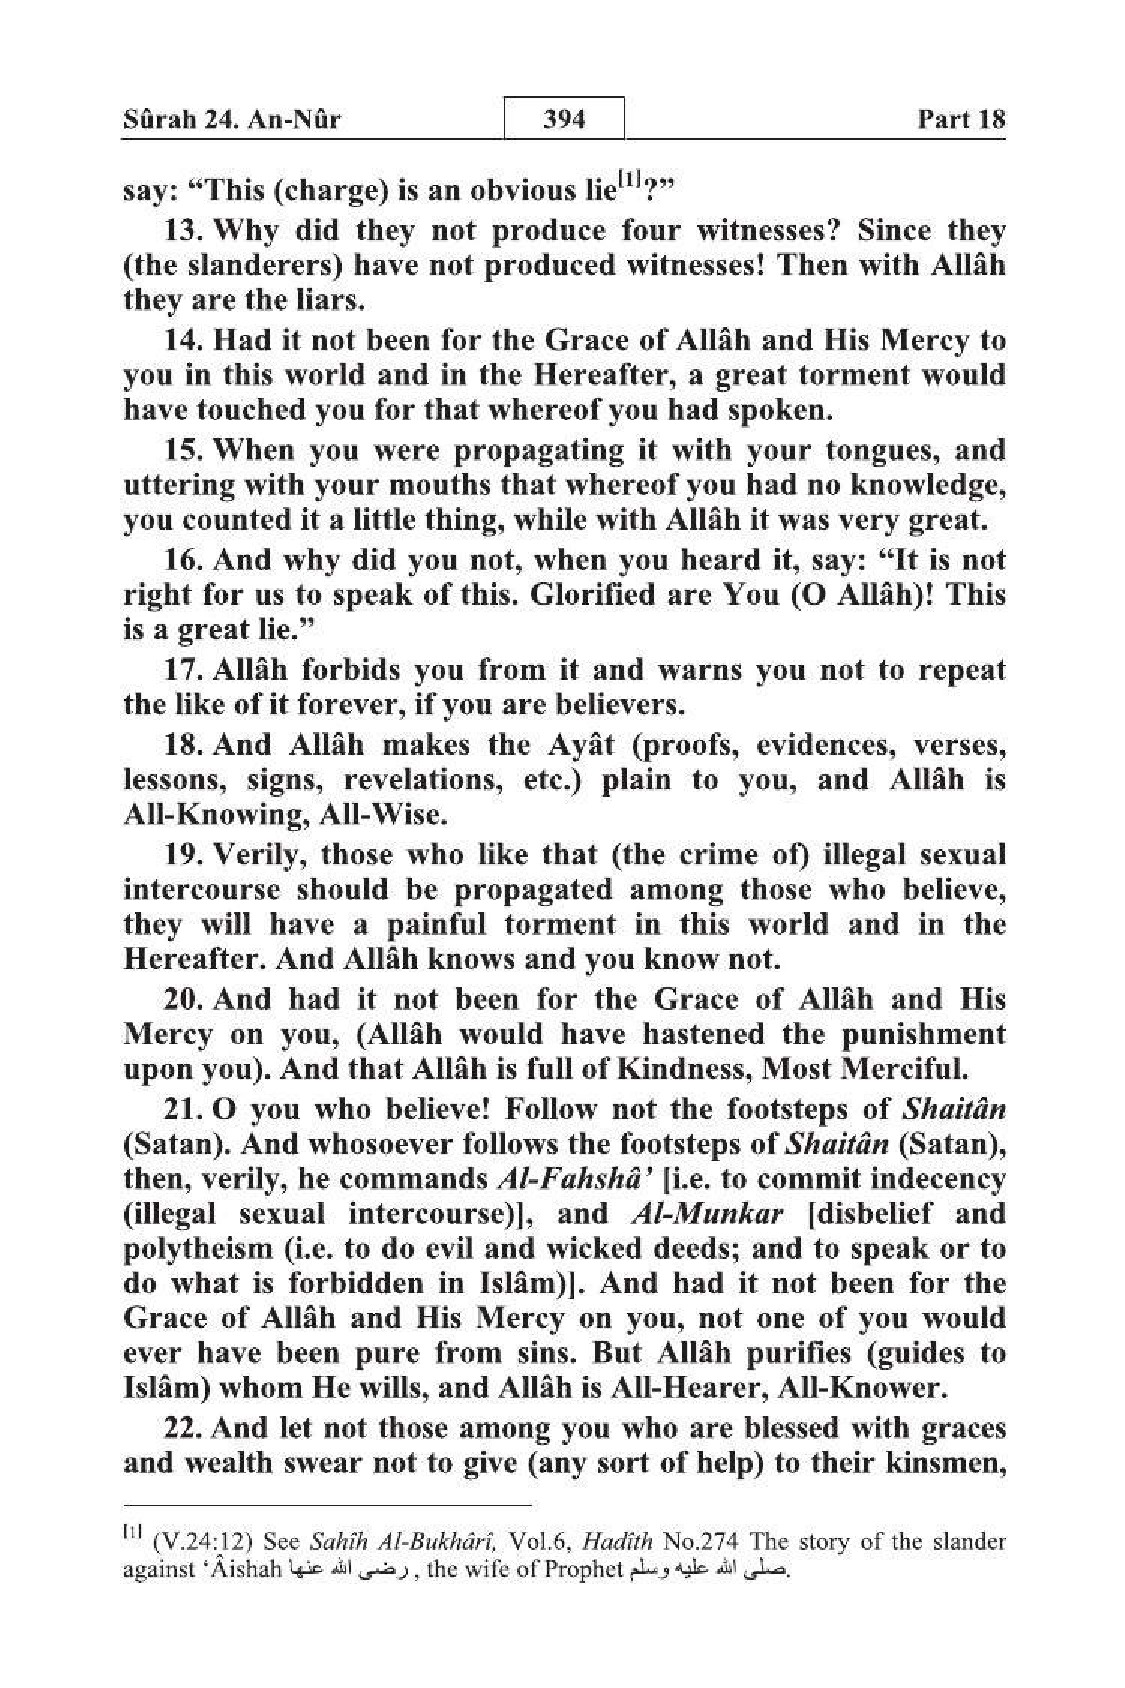 Sûrah 24. An-Nûr 394 Part 18
say: “This (charge) is an obvious lie[1]?”
13. Why did they not produce four witnesses? Since they
(the slanderers) have not produced witnesses! Then with Allâh
they are the liars.
14. Had it not been for the Grace of Allâh and His Mercy to
you in this world and in the Hereafter, a great torment would
have touched you for that whereof you had spoken.
15. When you were propagating it with your tongues, and
uttering with your mouths that whereof you had no knowledge,
you counted it a little thing, while with Allâh it was very great.
16. And why did you not, when you heard it, say: “It is not
right for us to speak of this. Glorified are You (O Allâh)! This
is a great lie.”
17. Allâh forbids you from it and warns you not to repeat
the like of it forever, if you are believers.
18. And Allâh makes the Ayât (proofs, evidences, verses,
lessons, signs, revelations, etc.) plain to you, and Allâh is
All-Knowing, All-Wise.
19. Verily, those who like that (the crime of) illegal sexual
intercourse should be propagated among those who believe,
they will have a painful torment in this world and in the
Hereafter. And Allâh knows and you know not.
20. And had it not been for the Grace of Allâh and His
Mercy on you, (Allâh would have hastened the punishment
upon you). And that Allâh is full of Kindness, Most Merciful.
21. O you who believe! Follow not the footsteps of Shaitân
(Satan). And whosoever follows the footsteps of Shaitân (Satan),
then, verily, he commands Al-Fahshâ’ [i.e. to commit indecency
(illegal sexual intercourse)], and Al-Munkar [disbelief and
polytheism (i.e. to do evil and wicked deeds; and to speak or to
do what is forbidden in Islâm)]. And had it not been for the
Grace of Allâh and His Mercy on you, not one of you would
ever have been pure from sins. But Allâh purifies (guides to
Islâm) whom He wills, and Allâh is All-Hearer, All-Knower.
22. And let not those among you who are blessed with graces
and wealth swear not to give (any sort of help) to their kinsmen,
[1] (V.24:12) See Sahîh Al-Bukhârî, Vol.6, Hadîth No.274 The story of the slander
against ‘Âishah رضى الله عنها , the wife of Prophet صلى الله عليه وسلم.